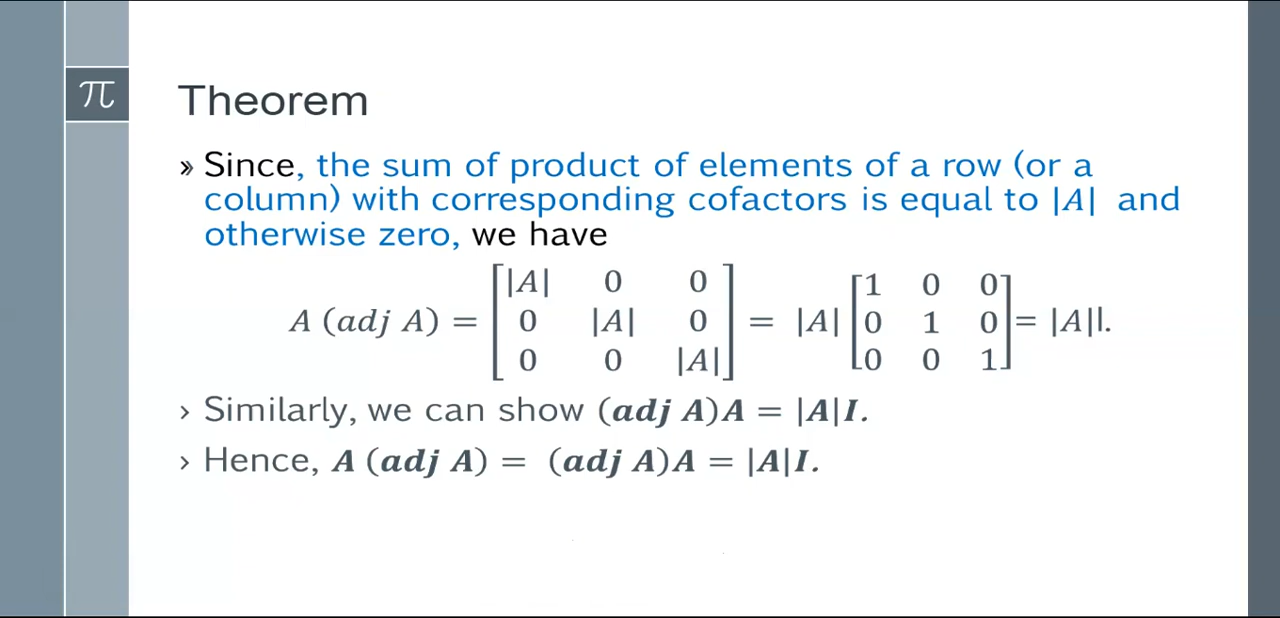 π
Theorem
» Since, the sum of product of elements of a row (or a
column) with corresponding cofactors is equal to |A| and
otherwise zero, we have
A (adj A) = [|A| 0 0; 0 |A| 0; 0 0 |A|] = |A| [1 0 0; 0 1 0; 0 0 1] = |A|I.
› Similarly, we can show (adj A)A = |A|I.
› Hence, A (adj A) = (adj A)A = |A|I.